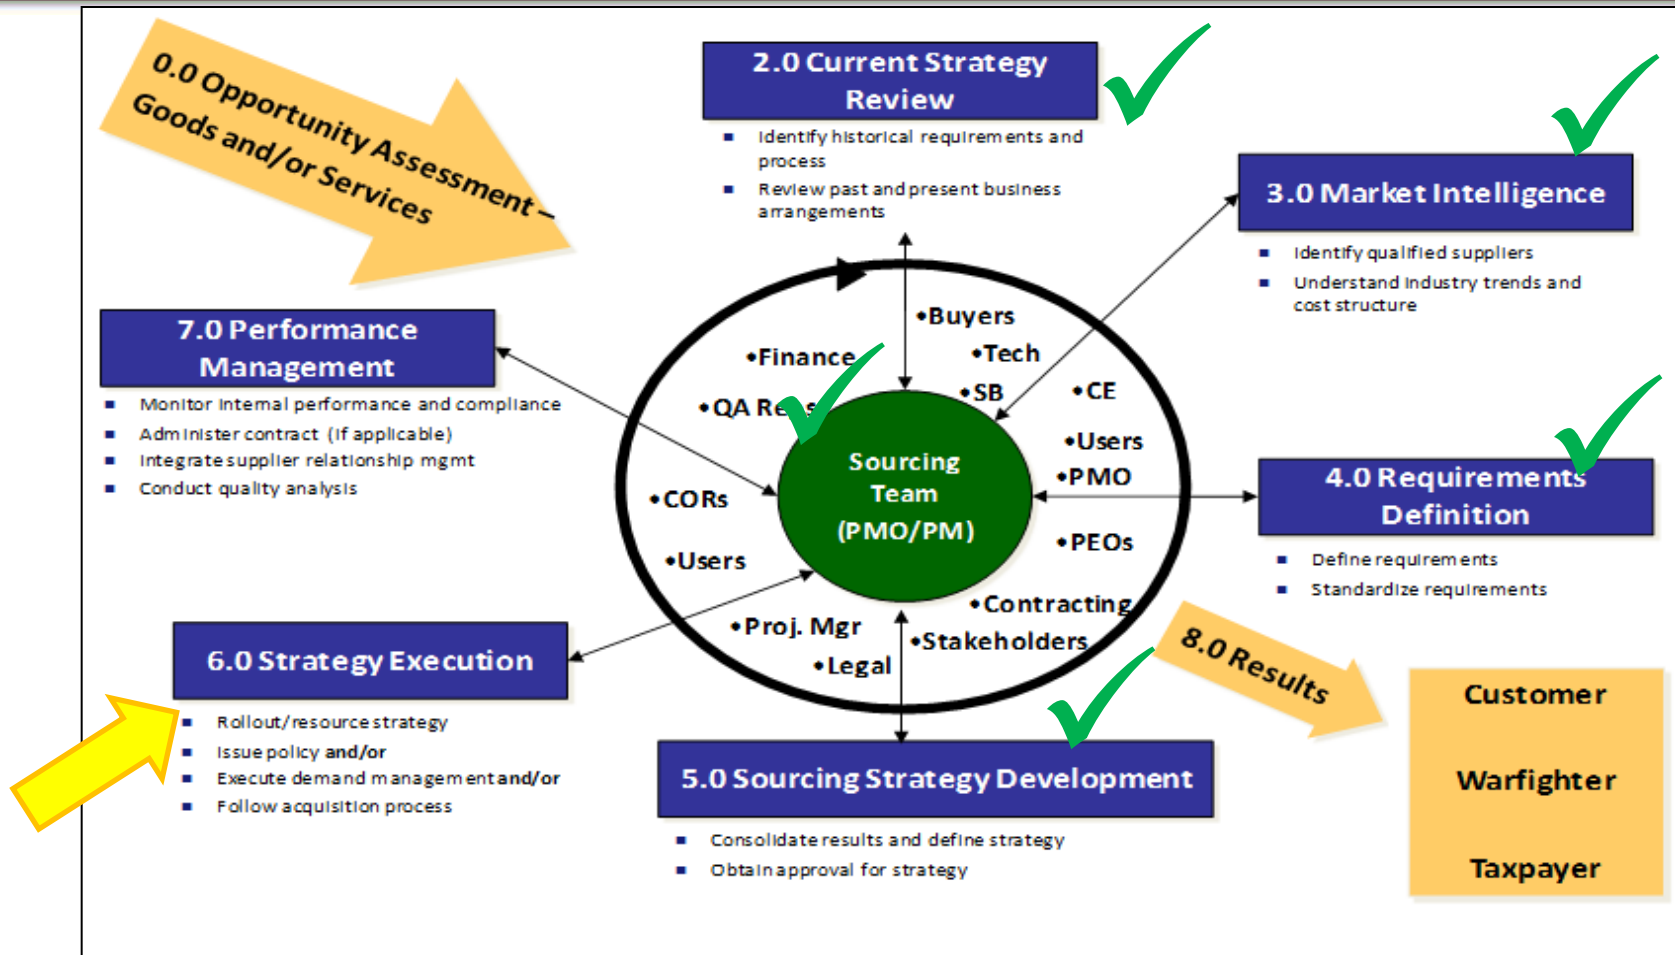 0.0 Opportunity Assessment –
Goods and/or Services
2.0 Current Strategy
Review
▪ Identify historical requirements and
process
▪ Review past and present business
arrangements
3.0 Market Intelligence
▪ Identify qualified suppliers
▪ Understand industry trends and
cost structure
7.0 Performance
Management
▪ Monitor internal performance and compliance
▪ Administer contract (if applicable)
▪ Integrate supplier relationship mgmt
▪ Conduct quality analysis
•Buyers
•Tech
•SB
•CE
•Users
•PMO
•PEOs
•Contracting
•Stakeholders
•Legal
•Proj. Mgr
•Users
•CORs
•QA
•Finance
Sourcing
Team
(PMO/PM)
4.0 Requirements
Definition
▪ Define requirements
▪ Standardize requirements
6.0 Strategy Execution
▪ Rollout/resource strategy
▪ Issue policy and/or
▪ Execute demand management and/or
▪ Follow acquisition process
5.0 Sourcing Strategy Development
▪ Consolidate results and define strategy
▪ Obtain approval for strategy
8.0 Results
Customer
Warfighter
Taxpayer